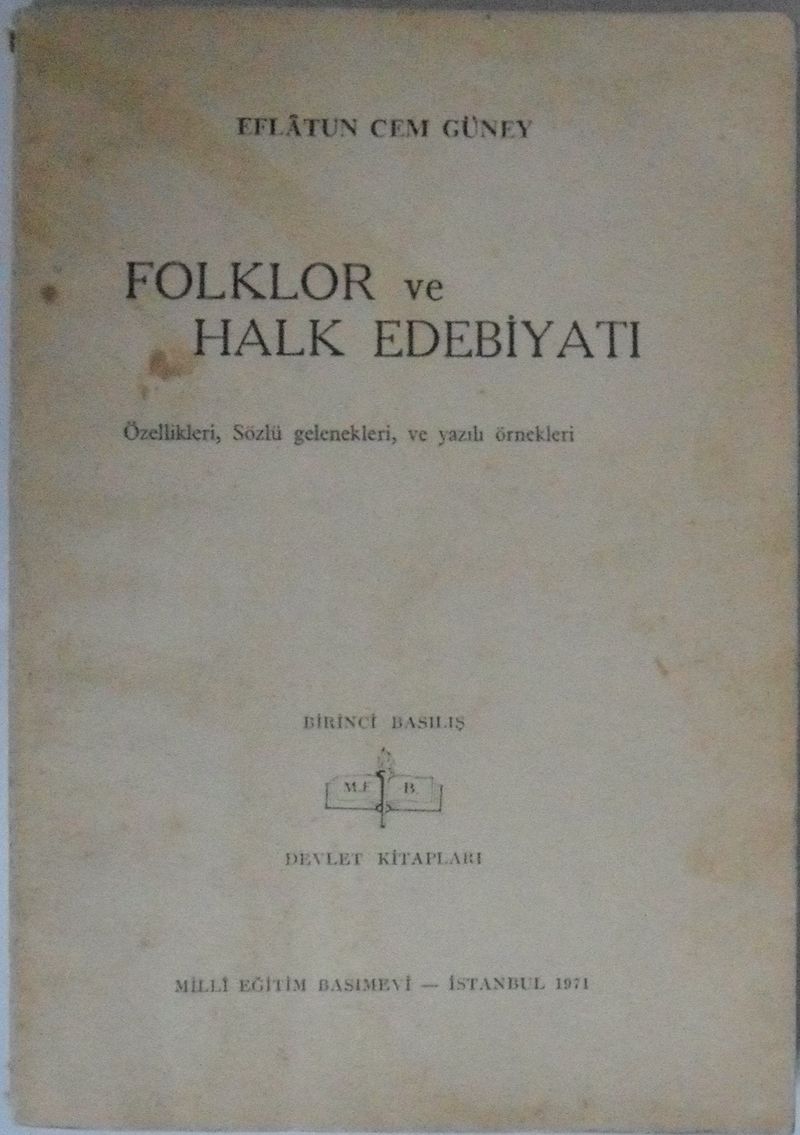 EFLÂTUN CEM GÜNEY
FOLKLOR ve
HALK EDEBİYATI
Özellikleri, Sözlü gelenekleri, ve yazılı örnekleri
BİRİNCİ BASILIŞ
M.E B.
DEVLET KİTAPLARI
MİLLÎ EĞİTİM BASIMEVİ — İSTANBUL 1971